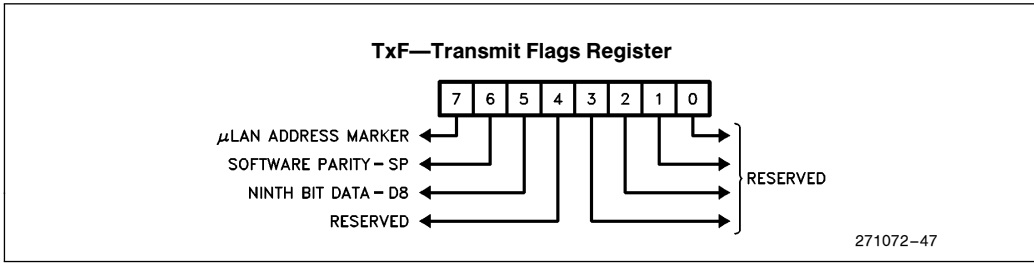 TxF—Transmit Flags Register
7 6 5 4 3 2 1 0
μLAN ADDRESS MARKER
SOFTWARE PARITY – SP
NINTH BIT DATA – D8
RESERVED
RESERVED
271072–47